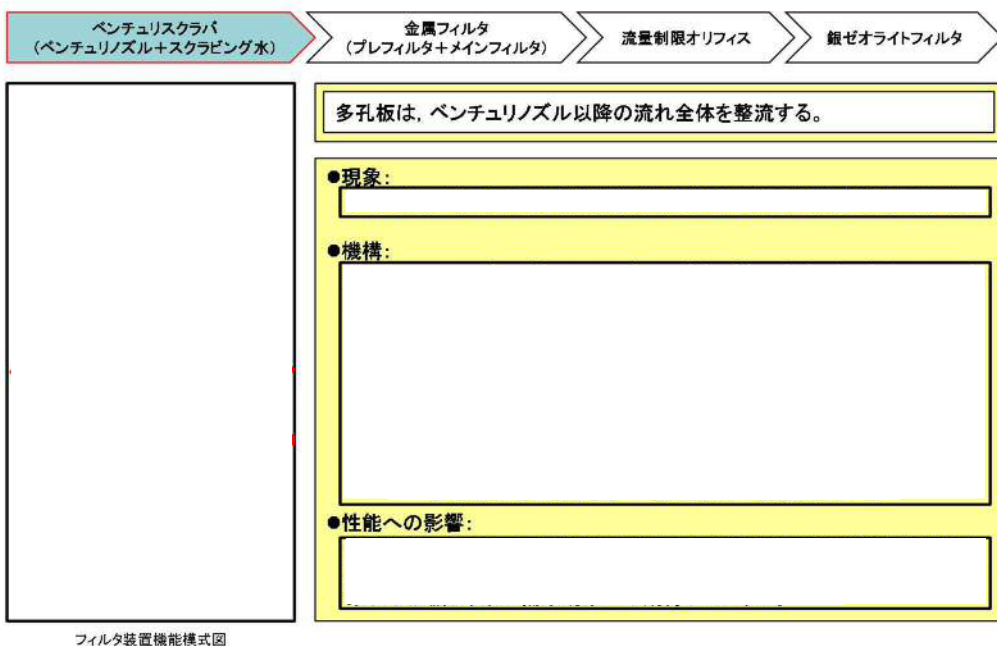 ベンチュリスクラバ
(ベンチュリノズル+スクラビング水)
金属フィルタ
(プレフィルタ+メインフィルタ)
流量制限オリフィス
銀ゼオライトフィルタ
多孔板は，ベンチュリノズル以降の流れ全体を整流する。
●現象：
●機構：
●性能への影響：
フィルタ装置機能模式図